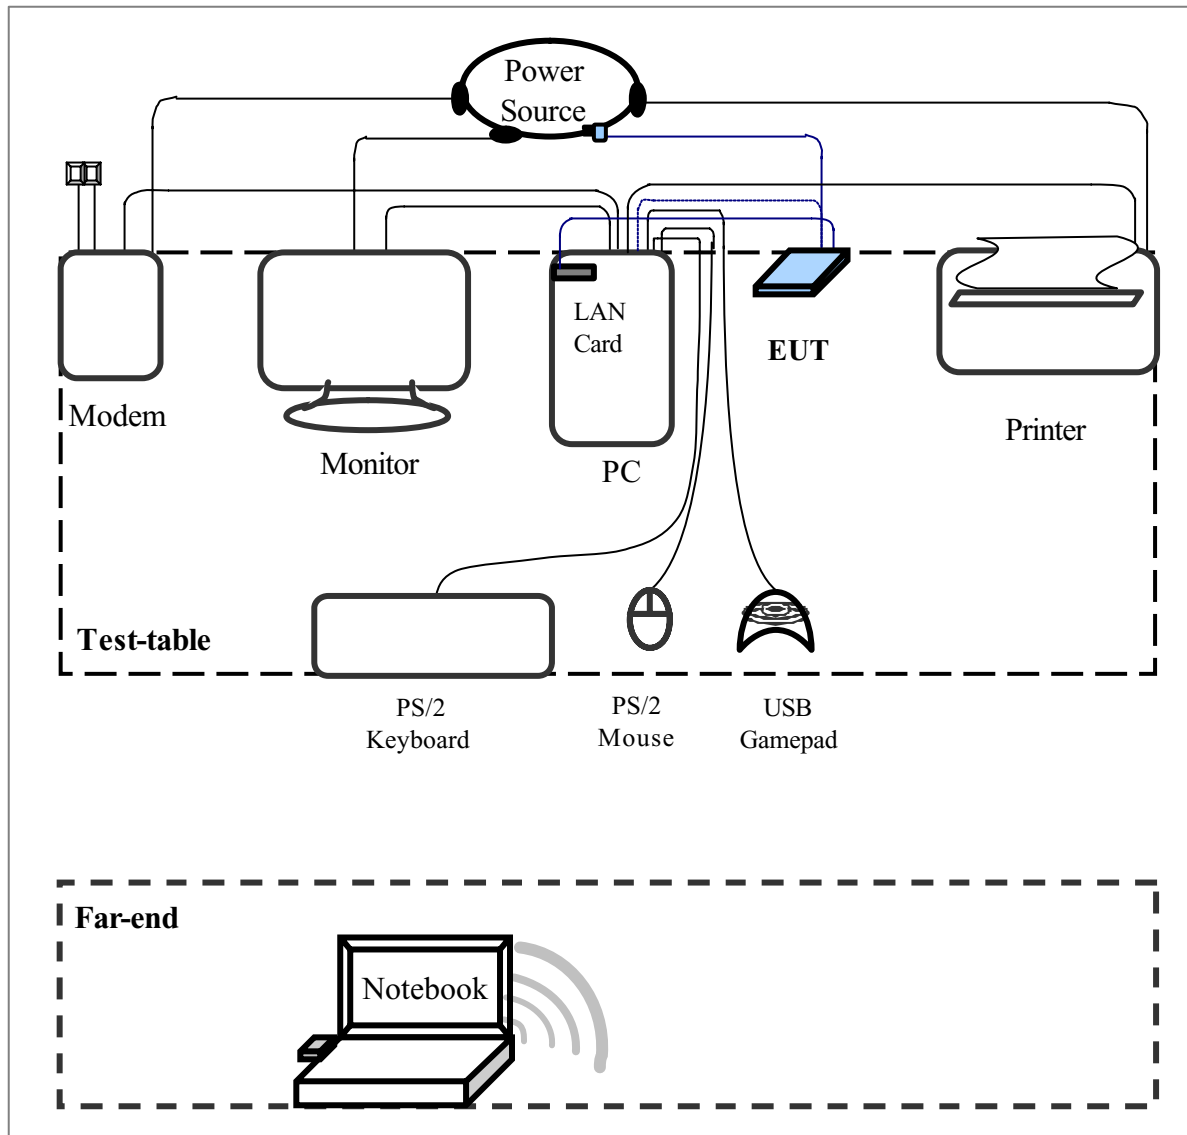 Power
Source
LAN
Card
EUT
Modem
Monitor
PC
Printer
Test-table
PS/2
Keyboard
PS/2
Mouse
USB
Gamepad
Far-end
Notebook